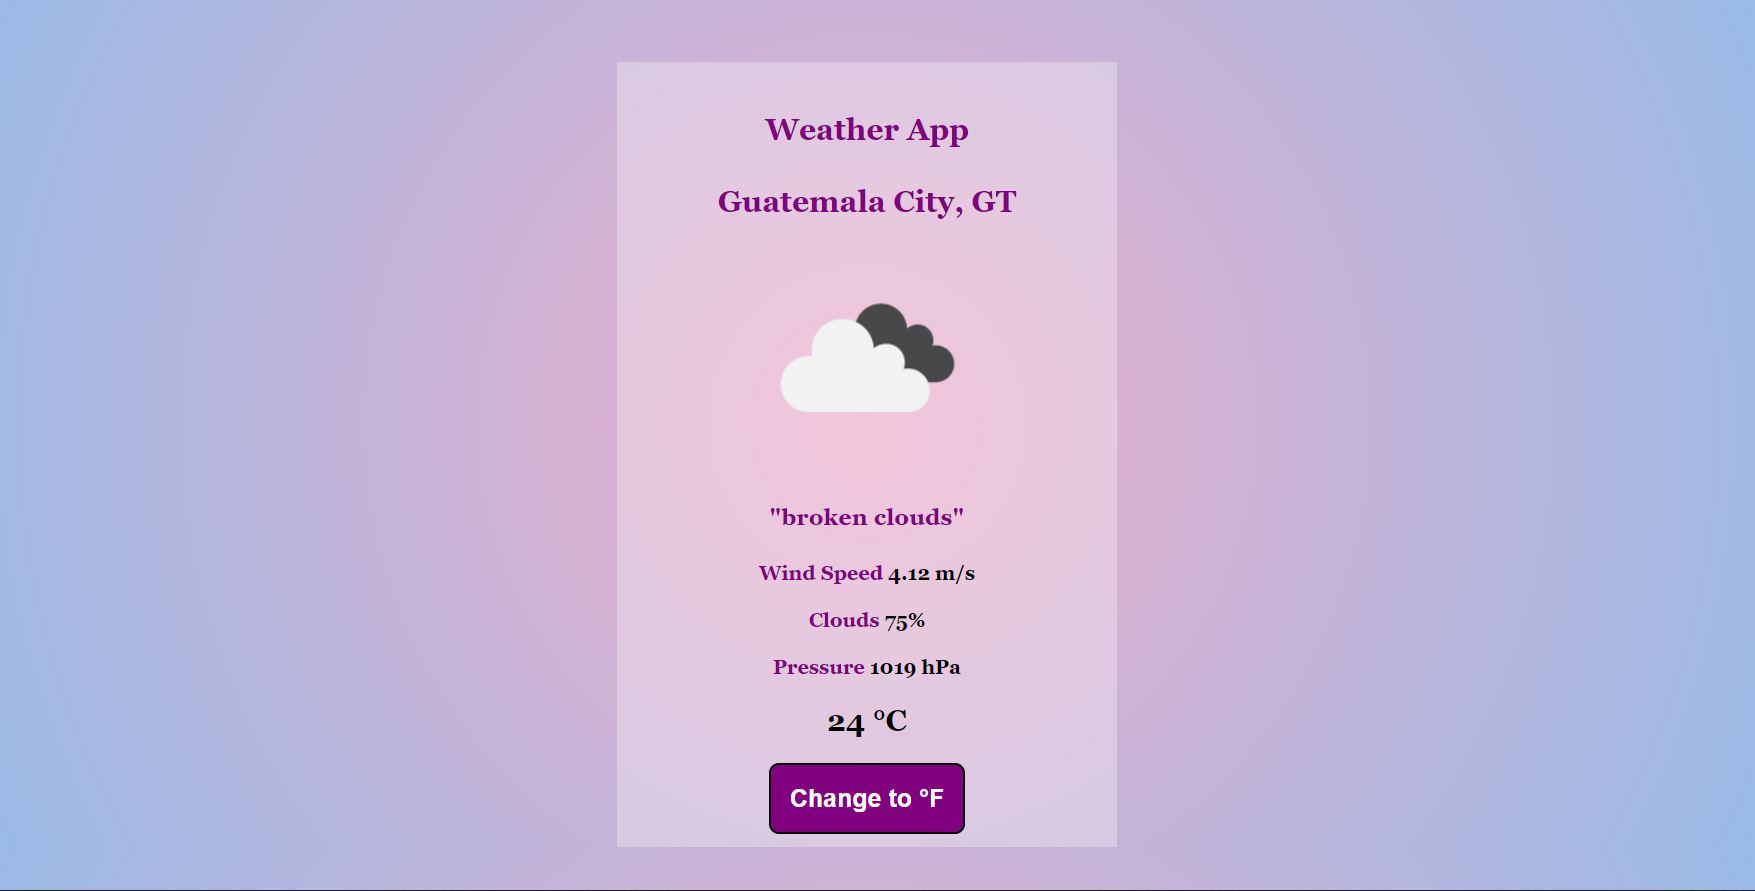 Weather App
Guatemala City, GT
"broken clouds"
Wind Speed 4.12 m/s
Clouds 75%
Pressure 1019 hPa
24 °C
Change to °F